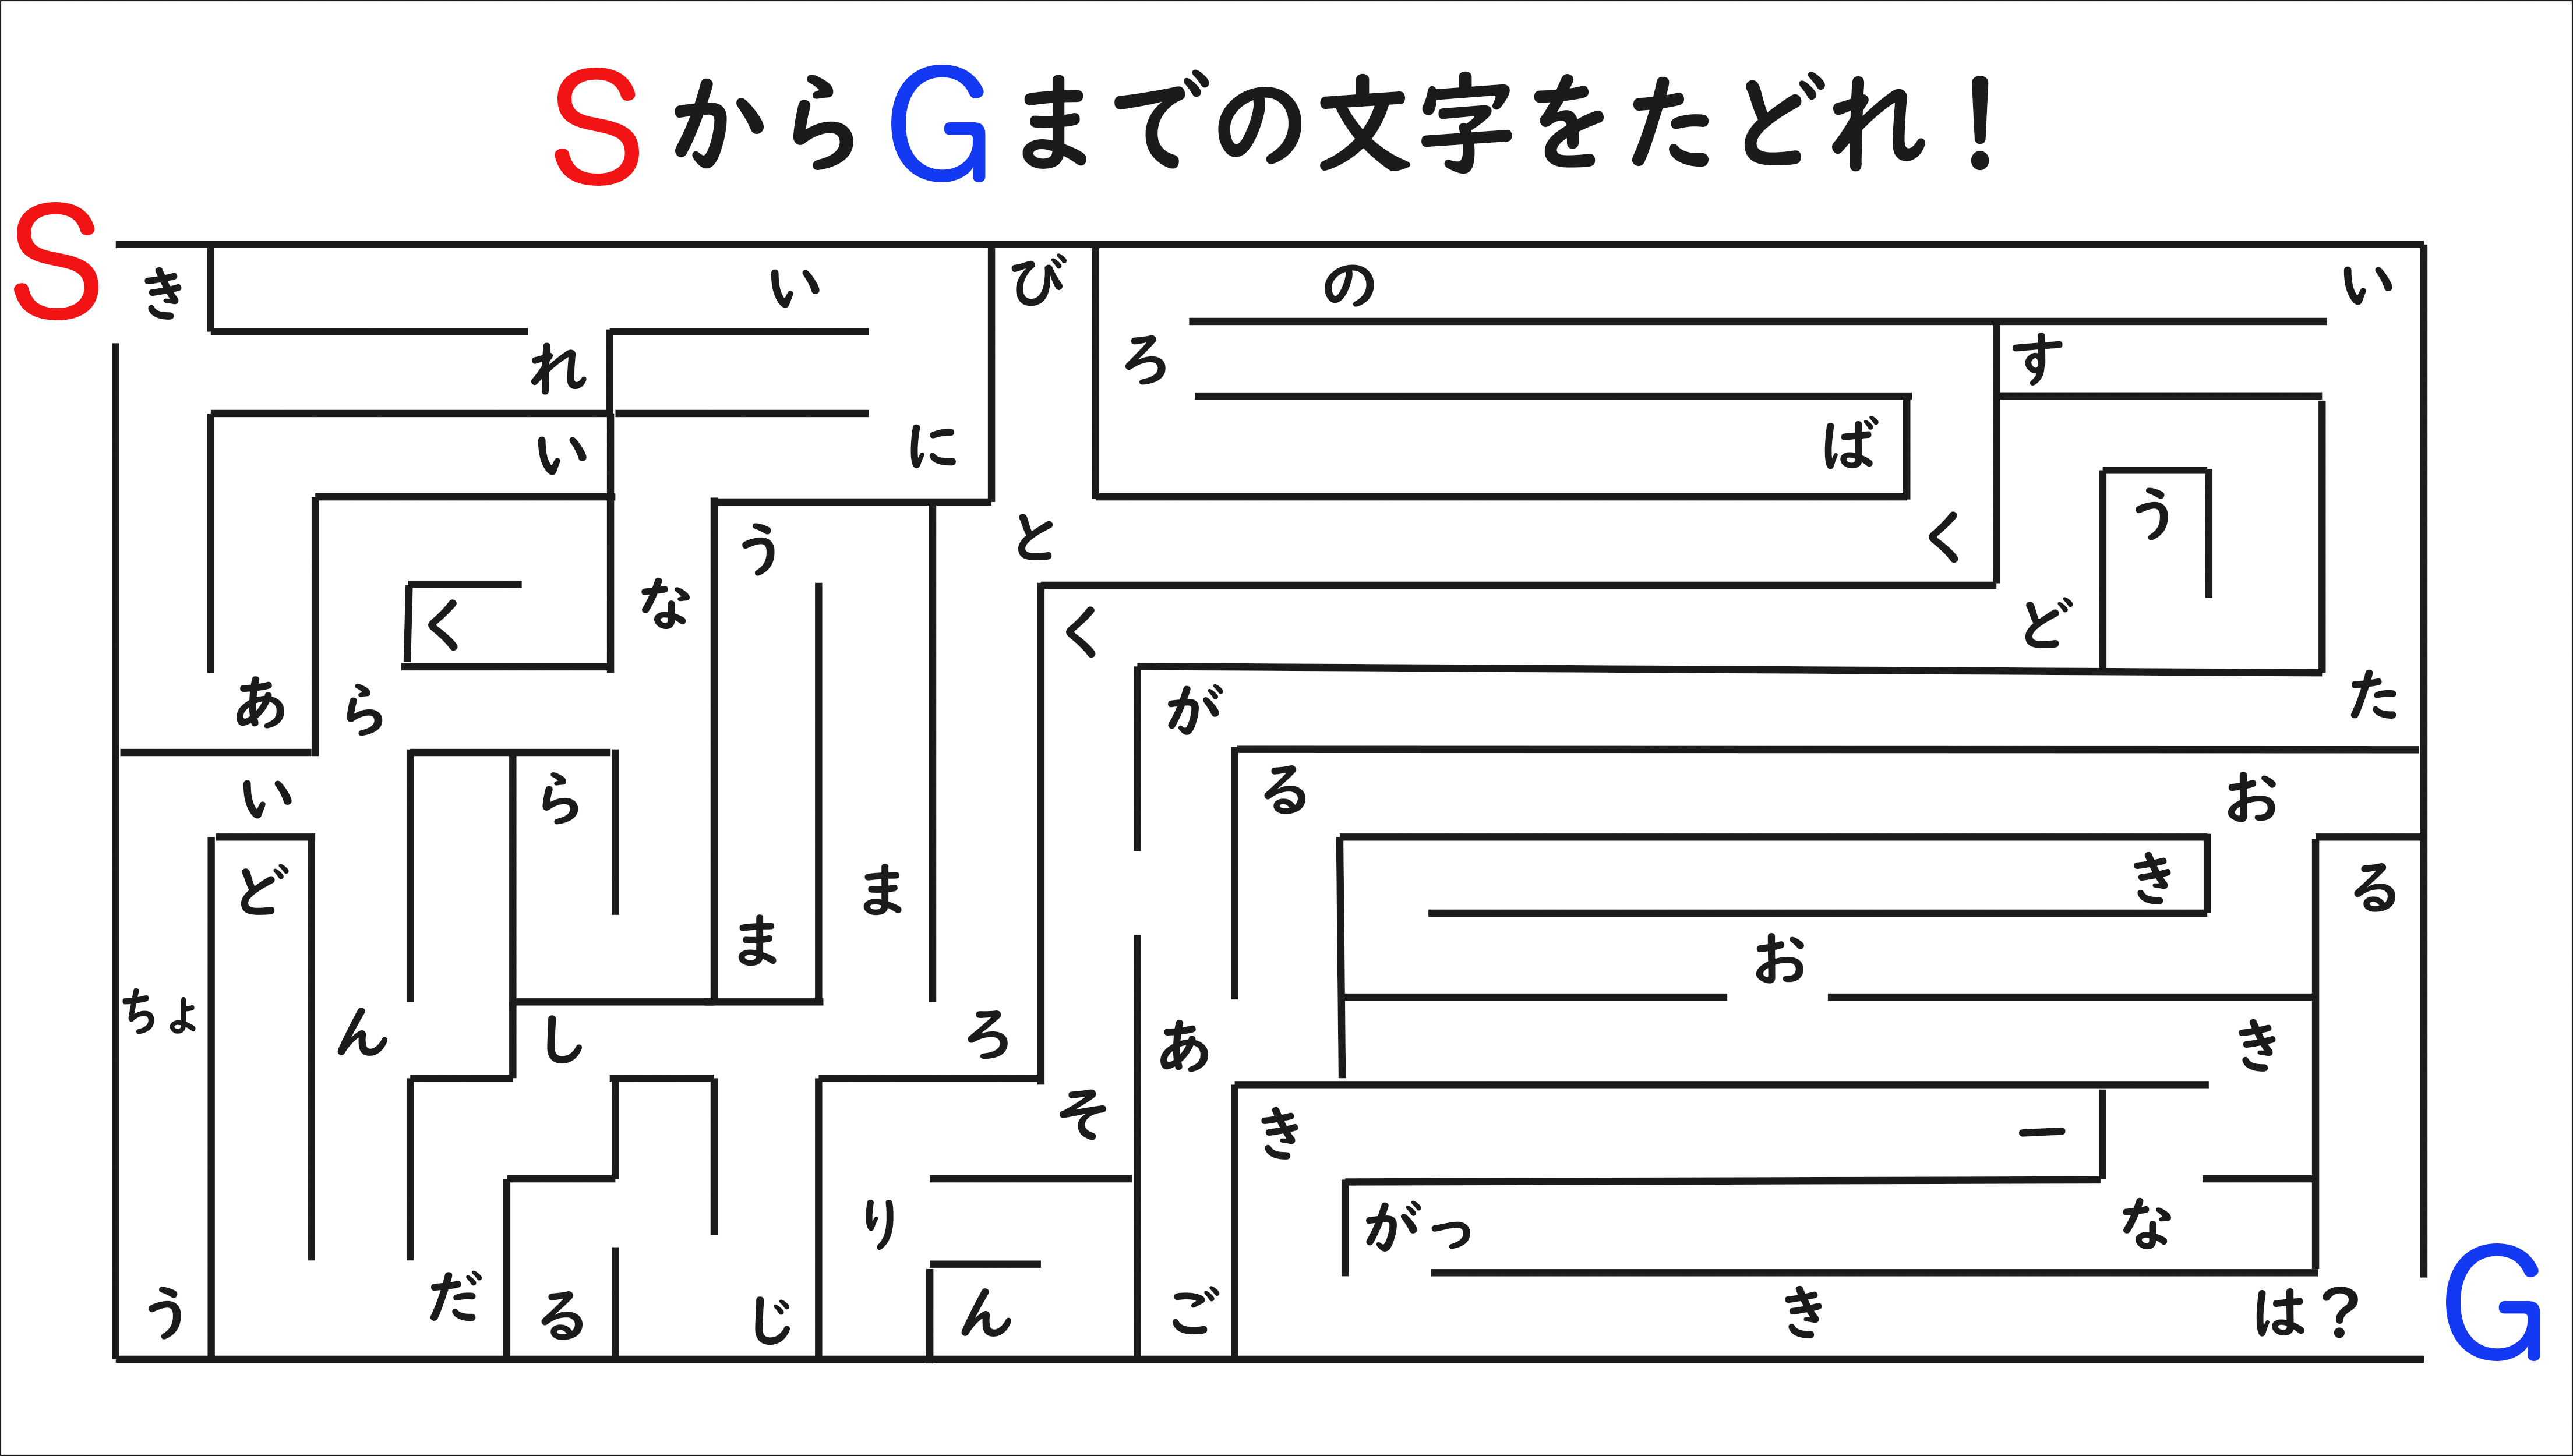 SからGまでの文字をたどれ！
S
き い び の い
ろ す
れ
い に ば
う と く う
く な く ど
あ ら が た
い ら る お
ど ま ま き る
お
ちょ ん し ろ あ き
そ き ー
り がっ な
う だ る じ ん ご き は？
G